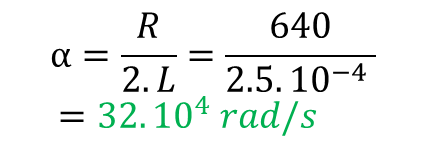 α = R / 2. L = 640 / 2.5. 10⁻⁴
= 32. 10⁴ rad/s